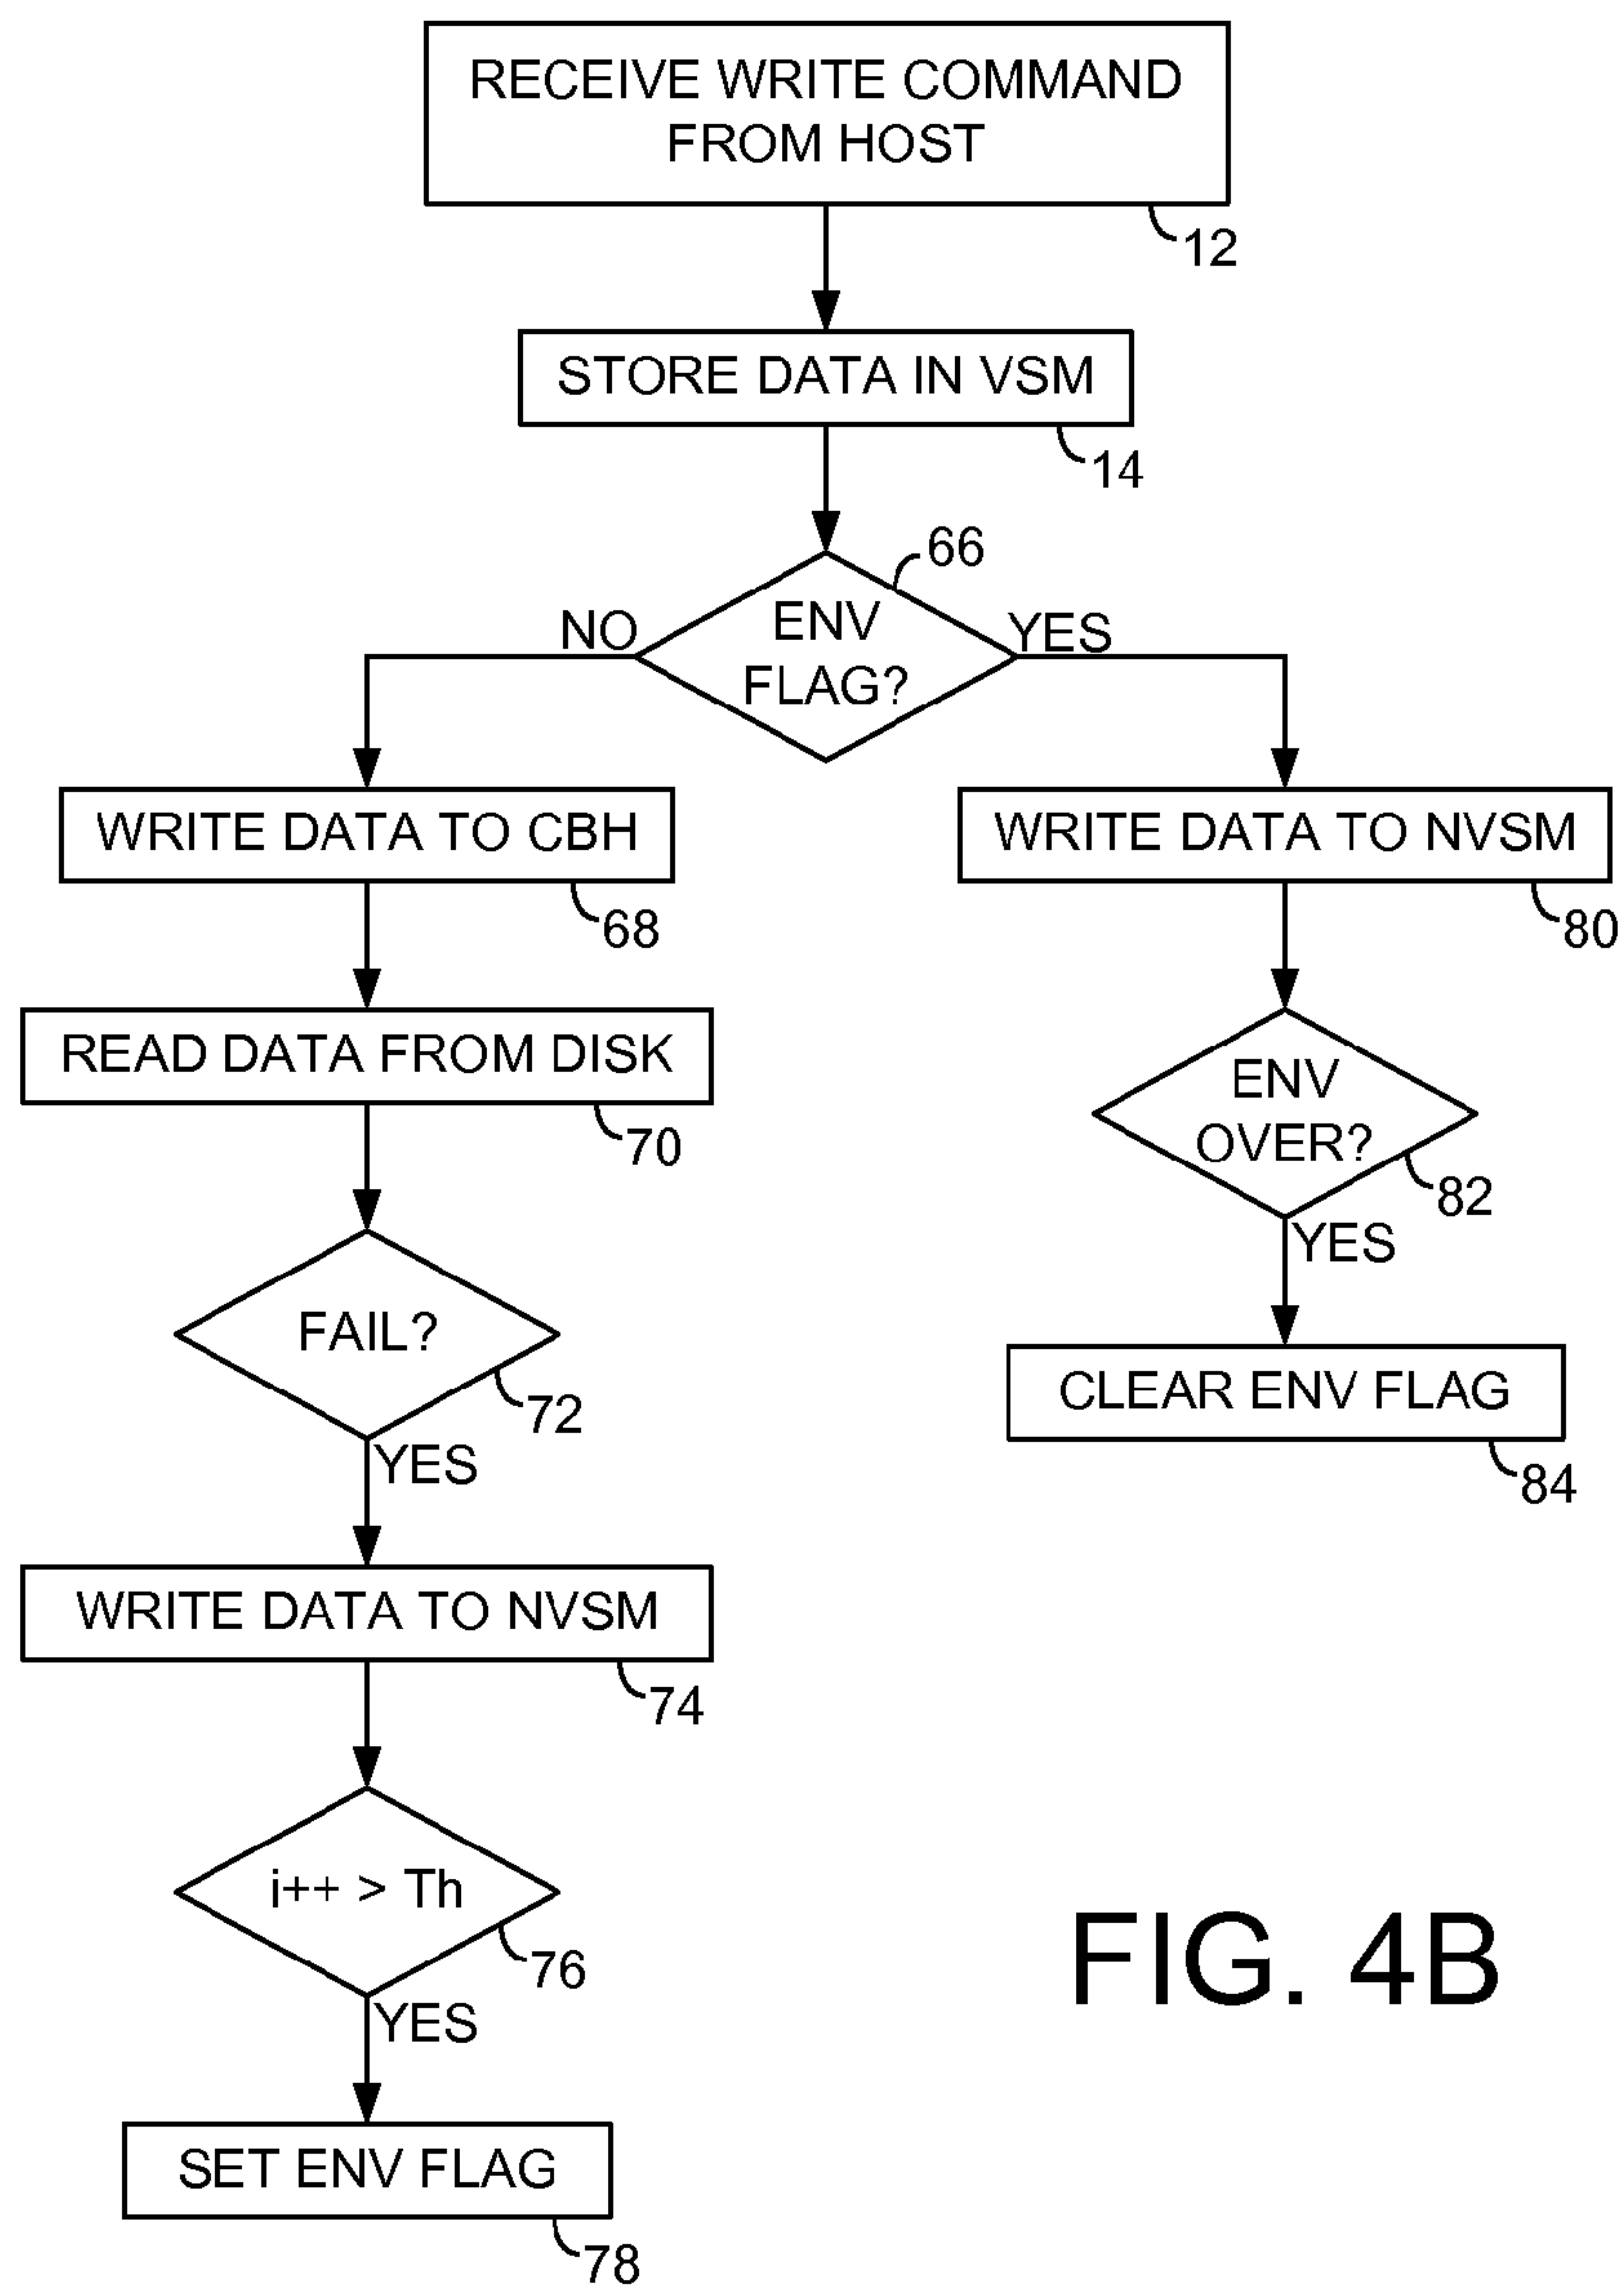 RECEIVE WRITE COMMAND
FROM HOST
12
STORE DATA IN VSM
14
66
ENV
FLAG?
NO
YES
WRITE DATA TO CBH
68
READ DATA FROM DISK
70
FAIL?
72
YES
WRITE DATA TO NVSM
74
i++ > Th
76
YES
SET ENV FLAG
78
WRITE DATA TO NVSM
80
ENV
OVER?
82
YES
CLEAR ENV FLAG
84
FIG. 4B